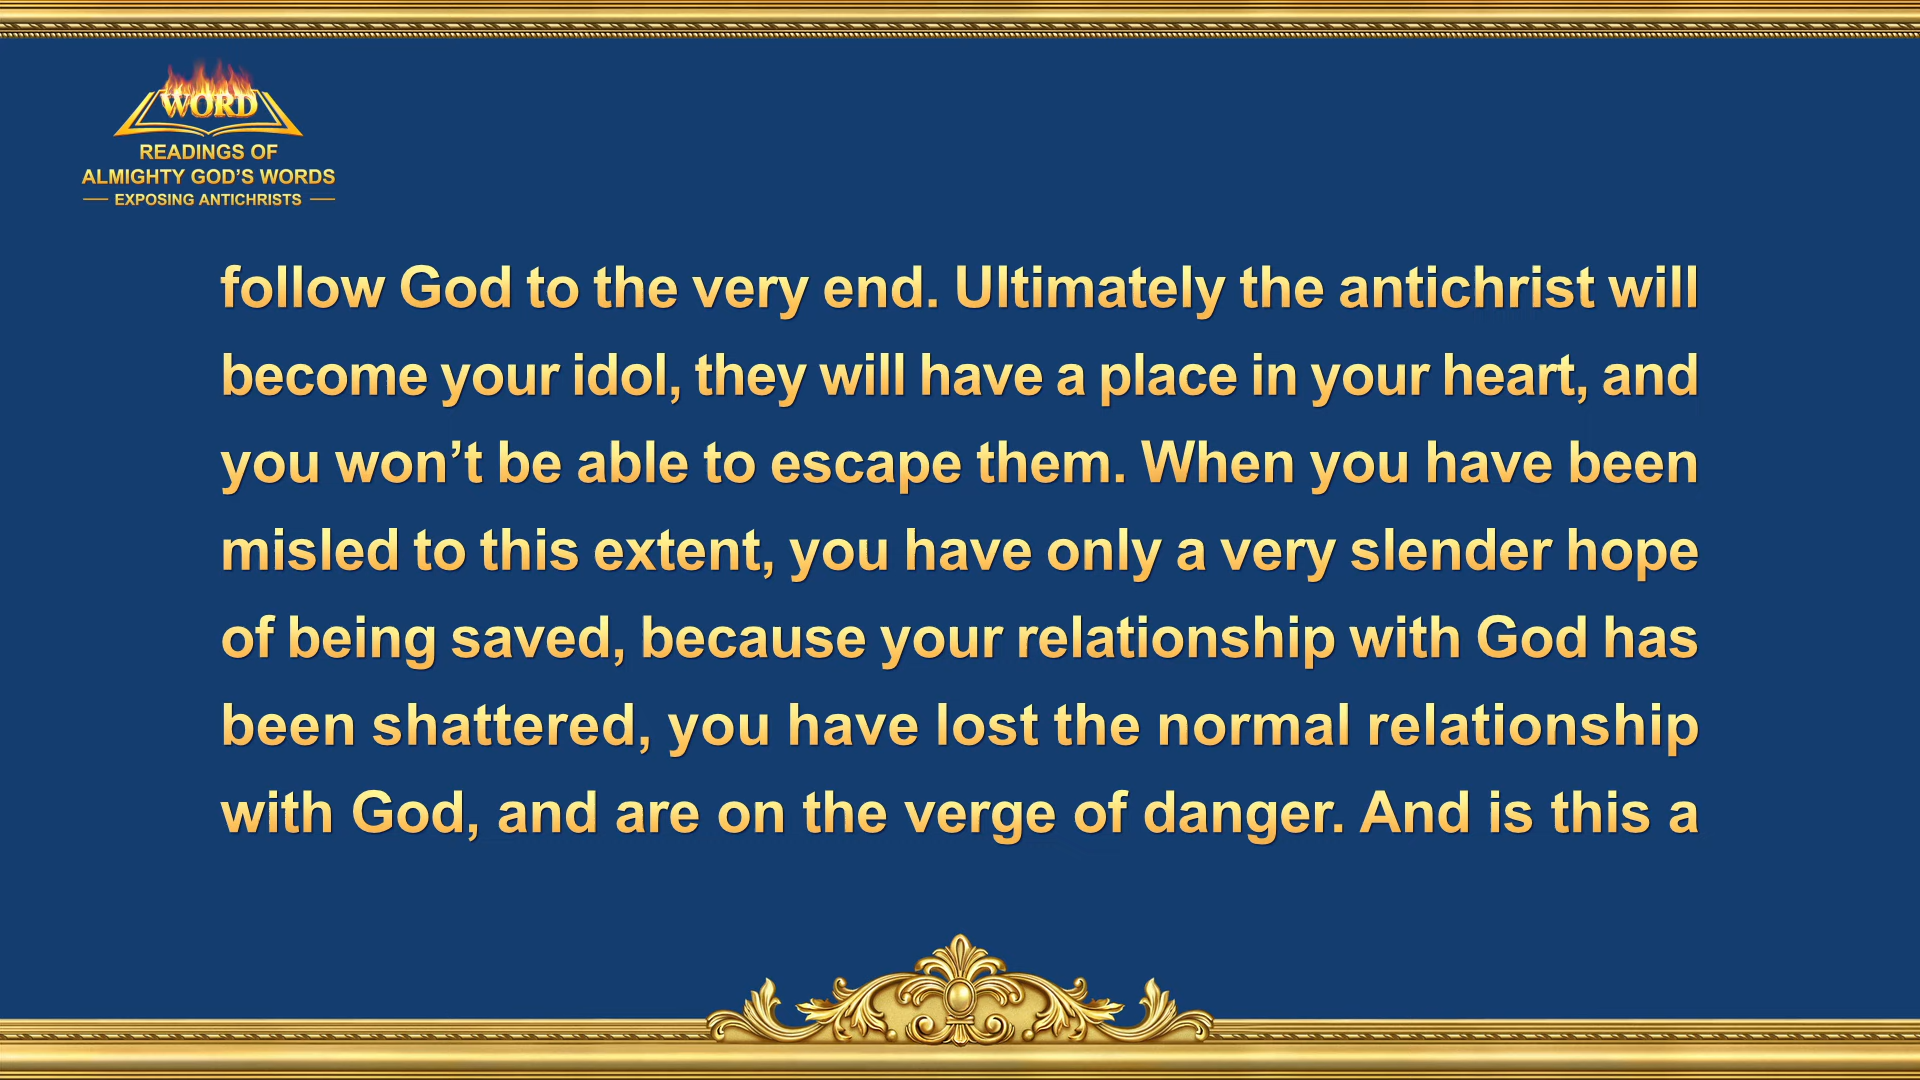 WORD
READINGS OF
ALMIGHTY GOD’S WORDS
EXPOSING ANTICHRISTS
follow God to the very end. Ultimately the antichrist will
become your idol, they will have a place in your heart, and
you won’t be able to escape them. When you have been
misled to this extent, you have only a very slender hope
of being saved, because your relationship with God has
been shattered, you have lost the normal relationship
with God, and are on the verge of danger. And is this a